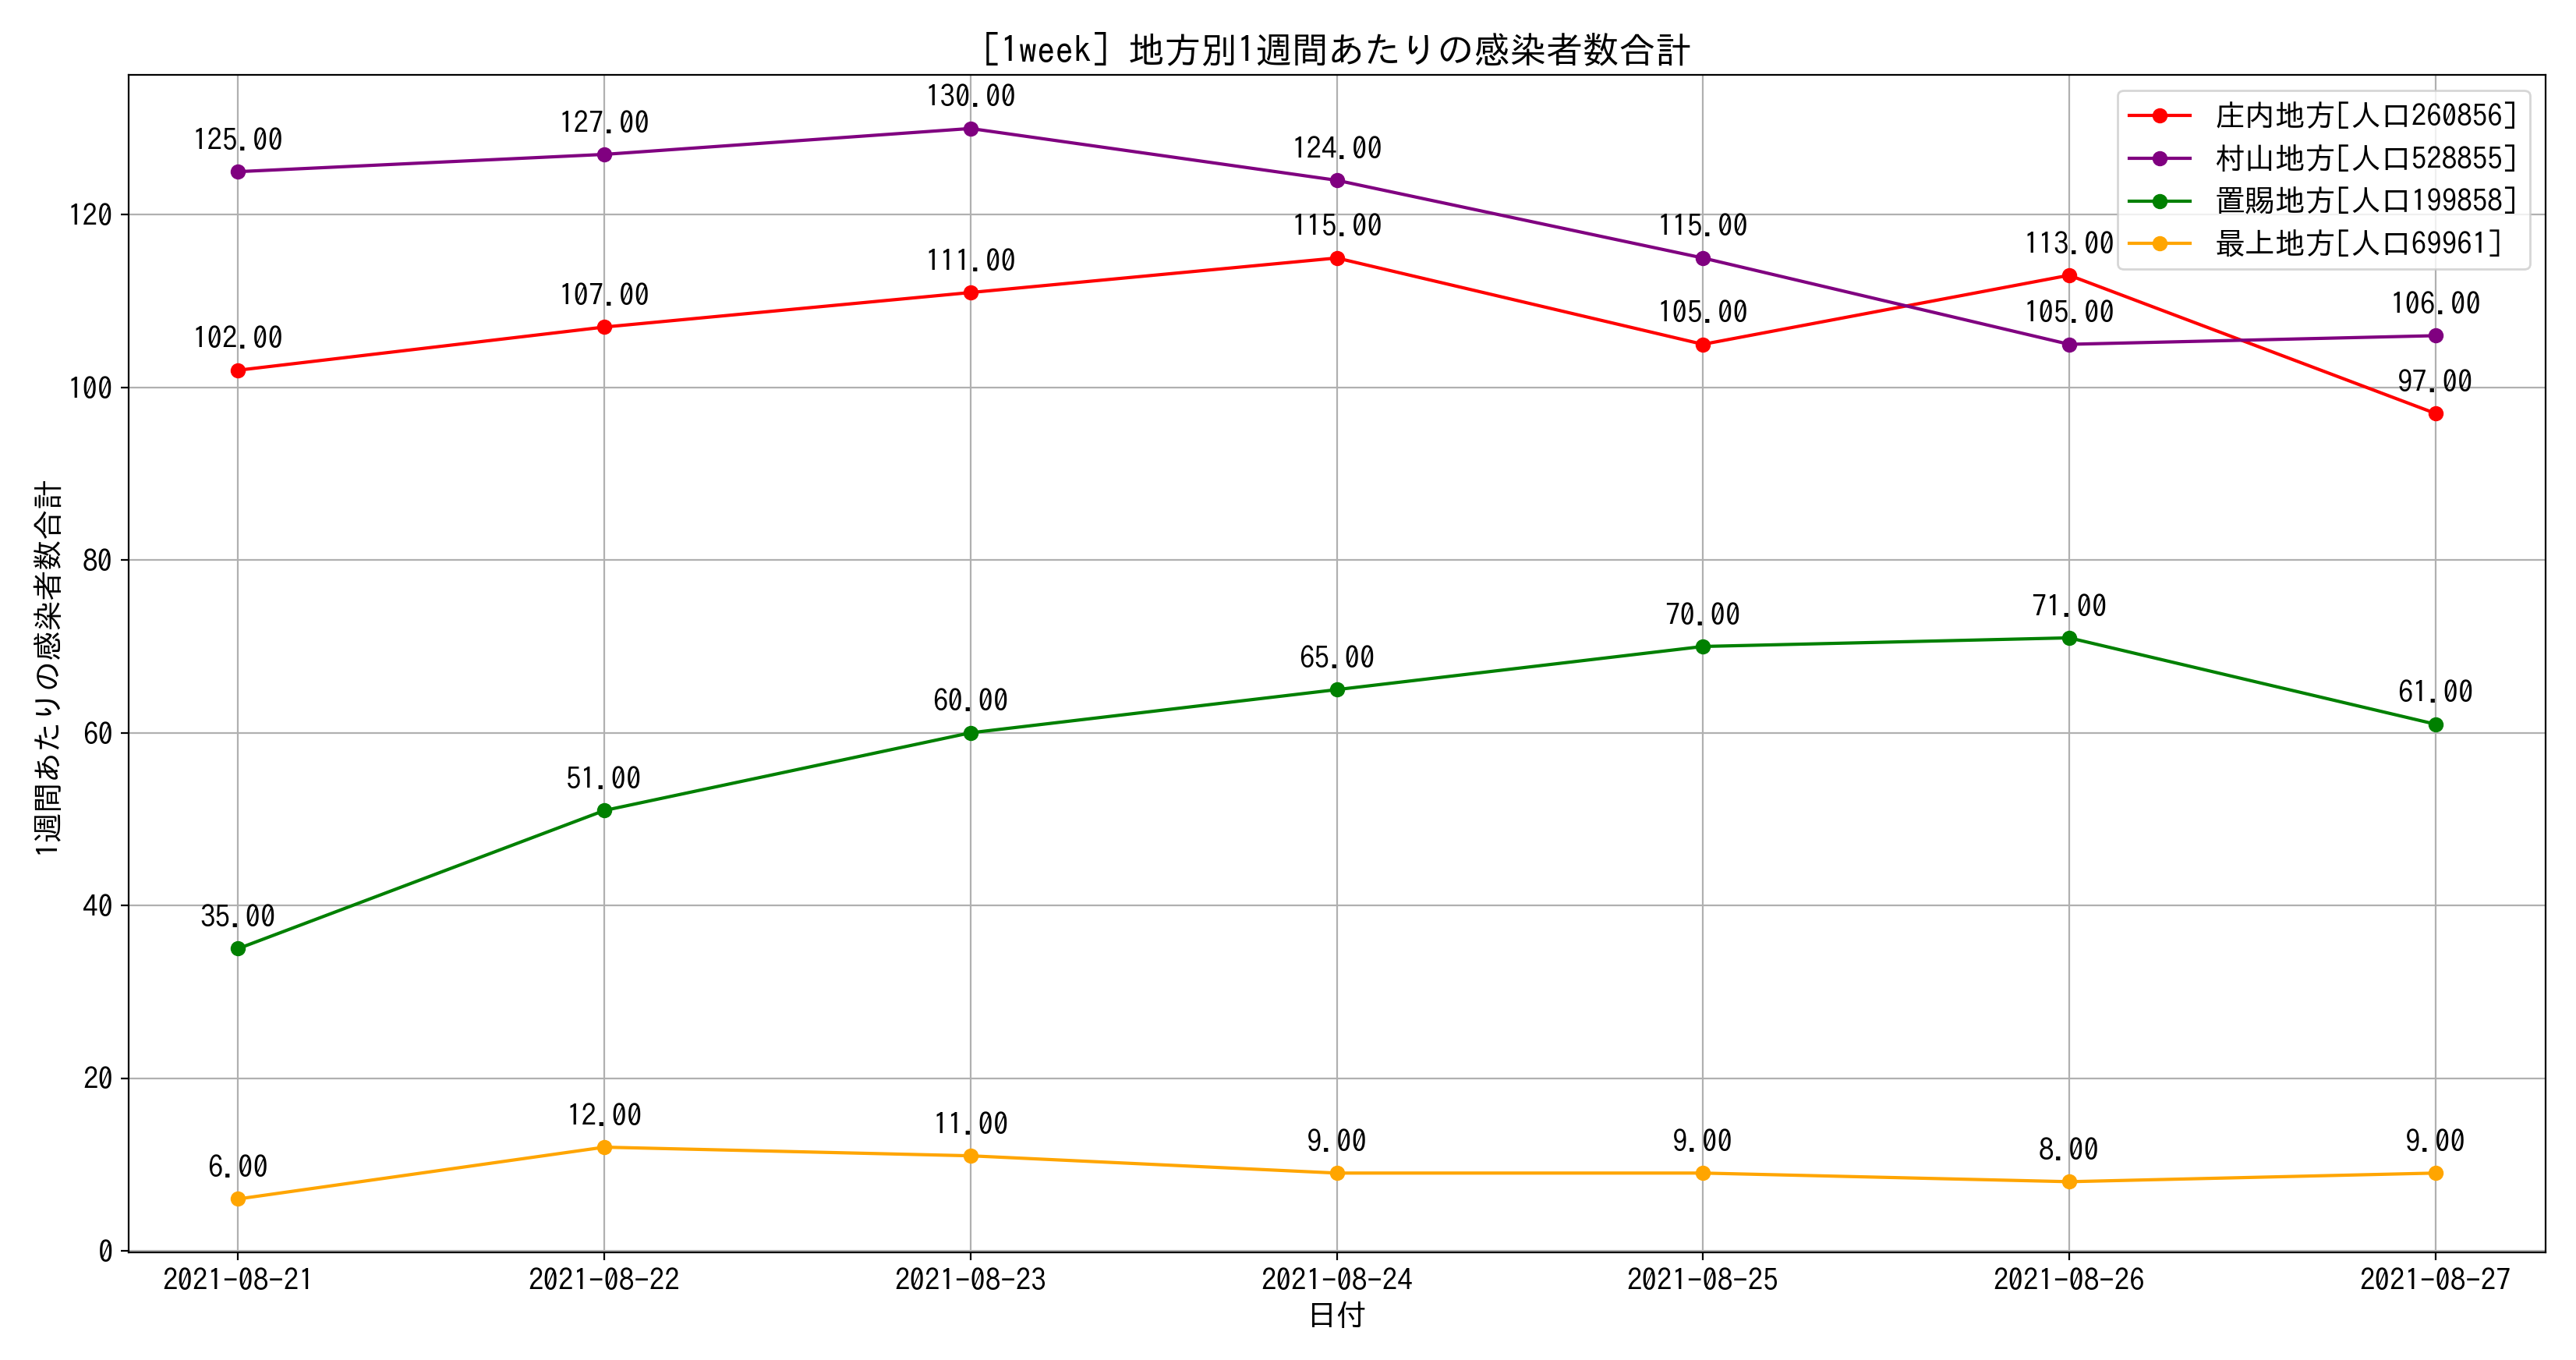 [1week] 地方別1週間あたりの感染者数合計
庄内地方[人口260856]
村山地方[人口528855]
置賜地方[人口199858]
最上地方[人口69961]
1週間あたりの感染者数合計
120
100
80
60
40
20
0
125.00 127.00 130.00 124.00 115.00 105.00 106.00
102.00 107.00 111.00 115.00 105.00 113.00 97.00
35.00 51.00 60.00 65.00 70.00 71.00 61.00
6.00 12.00 11.00 9.00 9.00 8.00 9.00
2021-08-21 2021-08-22 2021-08-23 2021-08-24 2021-08-25 2021-08-26 2021-08-27
日付